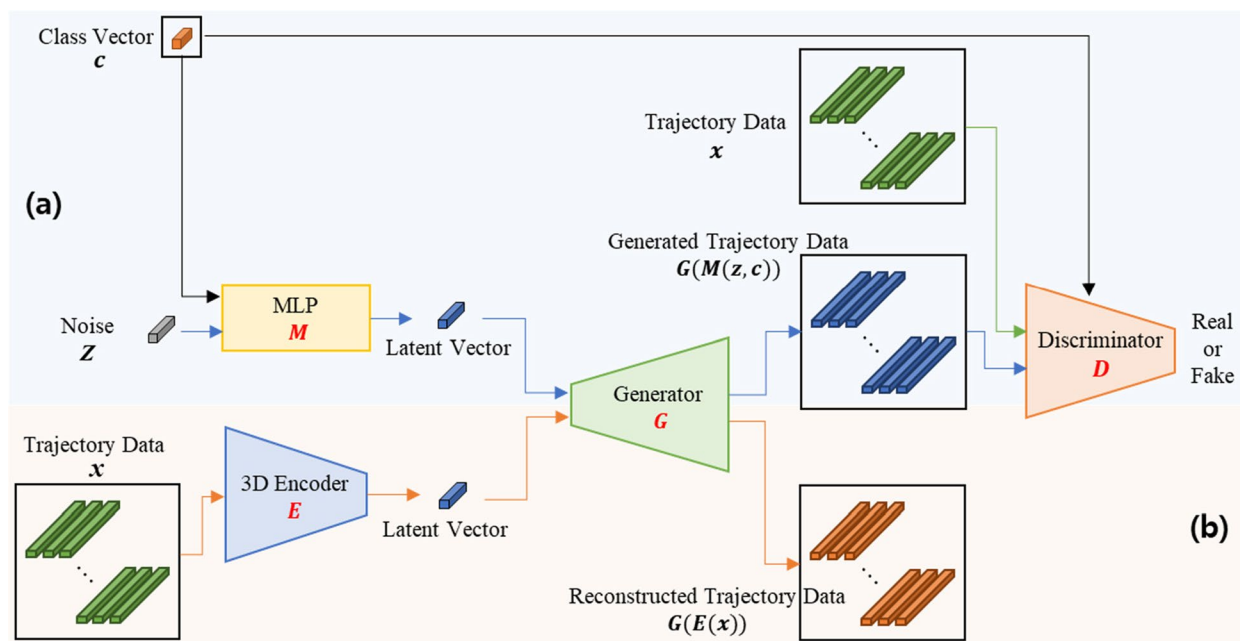 Class Vector
c
Trajectory Data
x
(a)
Generated Trajectory Data
G(M(z, c))
Noise
Z
MLP
M
Latent Vector
Generator
G
Discriminator
D
Real
or
Fake
Trajectory Data
x
3D Encoder
E
Latent Vector
(b)
Reconstructed Trajectory Data
G(E(x))